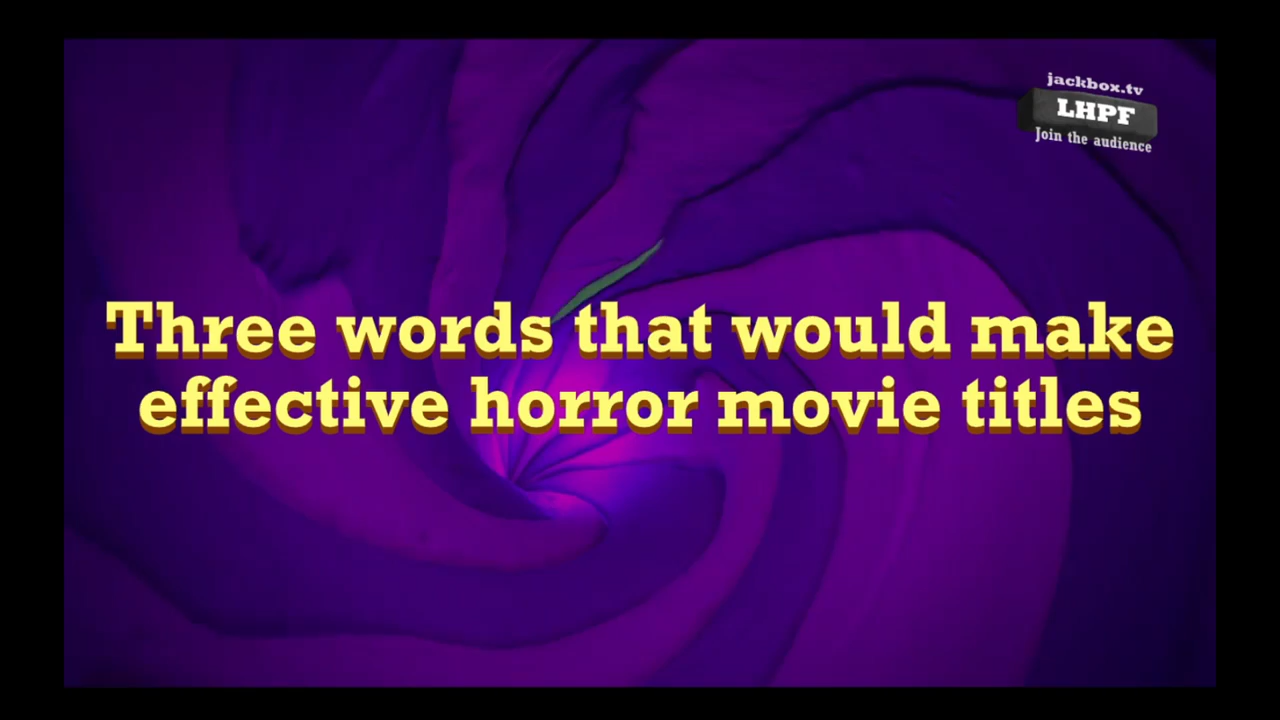 jackbox.tv
LHPF
Join the audience
Three words that would make
effective horror movie titles